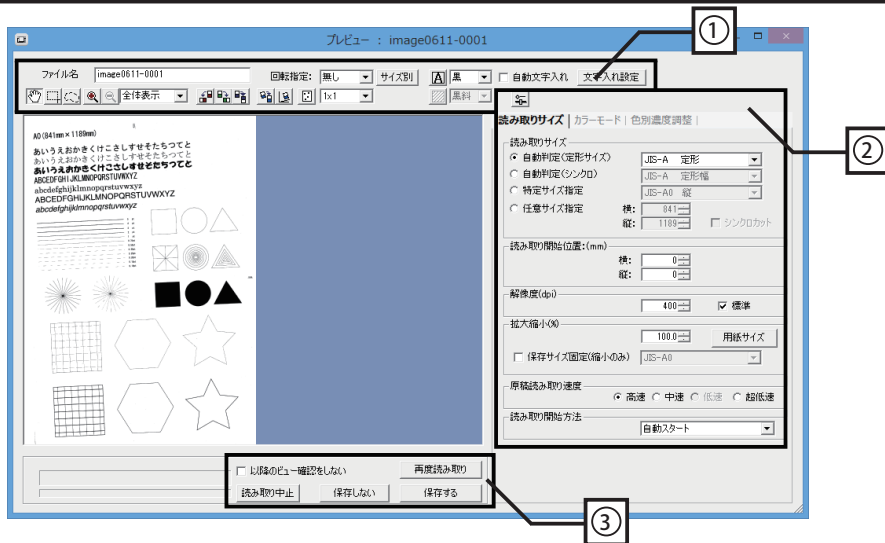 ①
プレビュー : image0611-0001
ファイル名 image0611-0001 回転指定: 無し サイズ別 A 黒 自動文字入れ 文字入れ設定
全体表示 1x1 黒斜
②
読み取りサイズ カラーモード 色別濃度調整
読み取りサイズ
自動判定(定形サイズ) JIS-A 定形
自動判定(シンクロ) JIS-A 定形幅
特定サイズ指定 JIS-A0 縦
任意サイズ指定 横: 841
縦: 1189 シンクロカット
読み取り開始位置:(mm)
横: 0
縦: 0
解像度(dpi)
400 標準
拡大縮小(%)
100.0 用紙サイズ
保存サイズ固定(縮小のみ) JIS-A0
原稿読み取り速度
高速 中速 低速 超低速
読み取り開始方法
自動スタート
A0(841mm×1189mm)
あいうえおかきくけこさしすせそたちつてと
あいうえおかきくけこさしすせそたちつてと
あいうえおかきくけこさしすせそたちつてと
ABCEDFGHIJKLMNOPQRSTUVWXYZ
abcdefghijklmnopqrstuvwxyz
ABCDEFGHIJKLMNOPQRSTUVWXYZ
abcdefghijklmnopqrstuvwxyz
以降のビュー確認をしない 再度読み取り
読み取り中止 保存しない 保存する
③